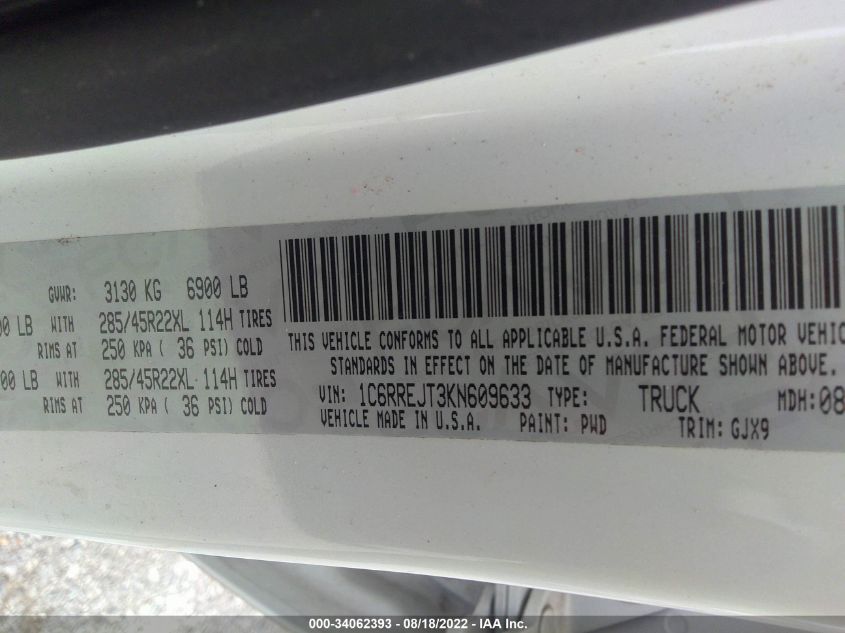 GVWR: 3130 KG 6900 LB
00 LB WITH 285/45R22XL 114H TIRES
RIMS AT 250 KPA ( 36 PSI) COLD
00 LB WITH 285/45R22XL 114H TIRES
RIMS AT 250 KPA ( 36 PSI) COLD
THIS VEHICLE CONFORMS TO ALL APPLICABLE U.S.A. FEDERAL MOTOR VEHIC
STANDARDS IN EFFECT ON THE DATE OF MANUFACTURE SHOWN ABOVE.
VIN: 1C6RREJT3KN609633 TYPE: TRUCK MDH:08
VEHICLE MADE IN U.S.A. PAINT: PWD TRIM: GJX9
000-34062393 - 08/18/2022 - IAA Inc.